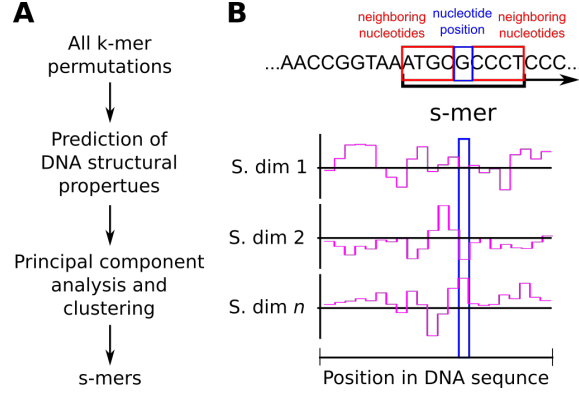 A
All k-mer
permutations
Prediction of
DNA structural
propertues
Principal component
analysis and
clustering
s-mers
B
neighboring
nucleotides
nucleotide
position
neighboring
nucleotides
...AACCGGTAAATGCGCCCTCCC...
s-mer
S. dim 1
S. dim 2
S. dim n
Position in DNA sequnce